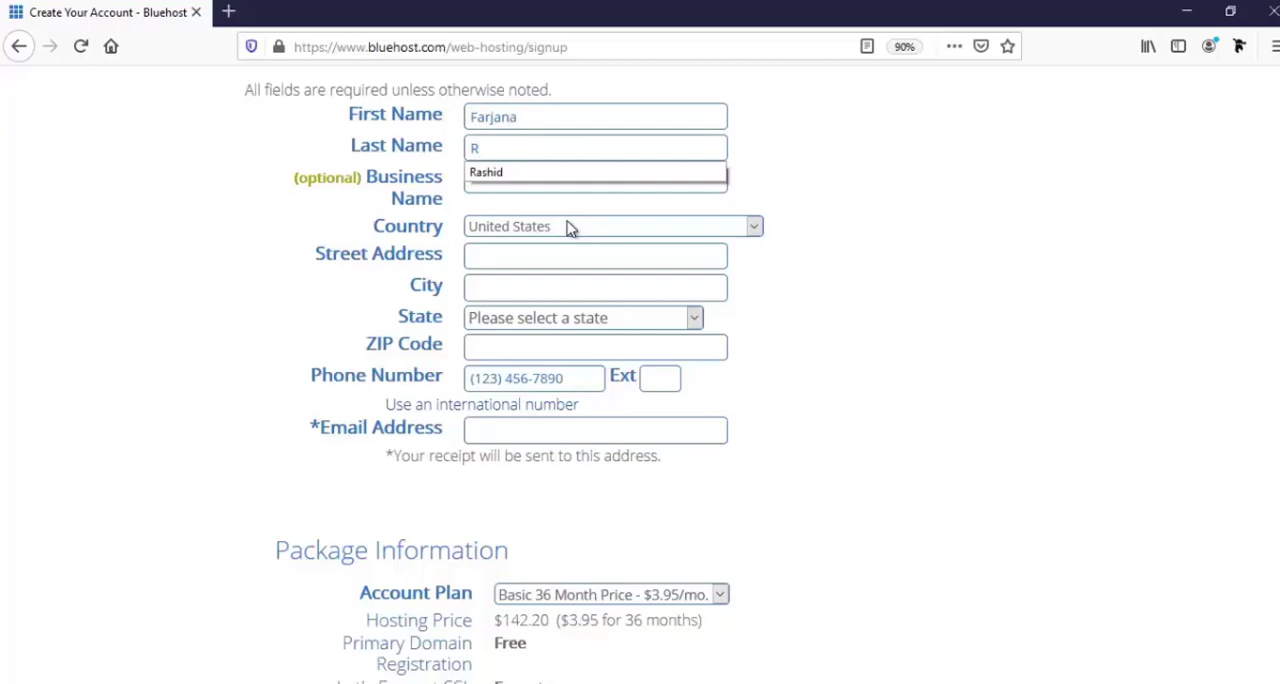 Create Your Account - Bluehost
https://www.bluehost.com/web-hosting/signup
90%
All fields are required unless otherwise noted.
First Name Farjana
Last Name R
Rashid
(optional) Business
Name
Country United States
Street Address
City
State Please select a state
ZIP Code
Phone Number (123) 456-7890 Ext
Use an international number
*Email Address
*Your receipt will be sent to this address.
Package Information
Account Plan Basic 36 Month Price - $3.95/mo.
Hosting Price $142.20 ($3.95 for 36 months)
Primary Domain Free
Registration